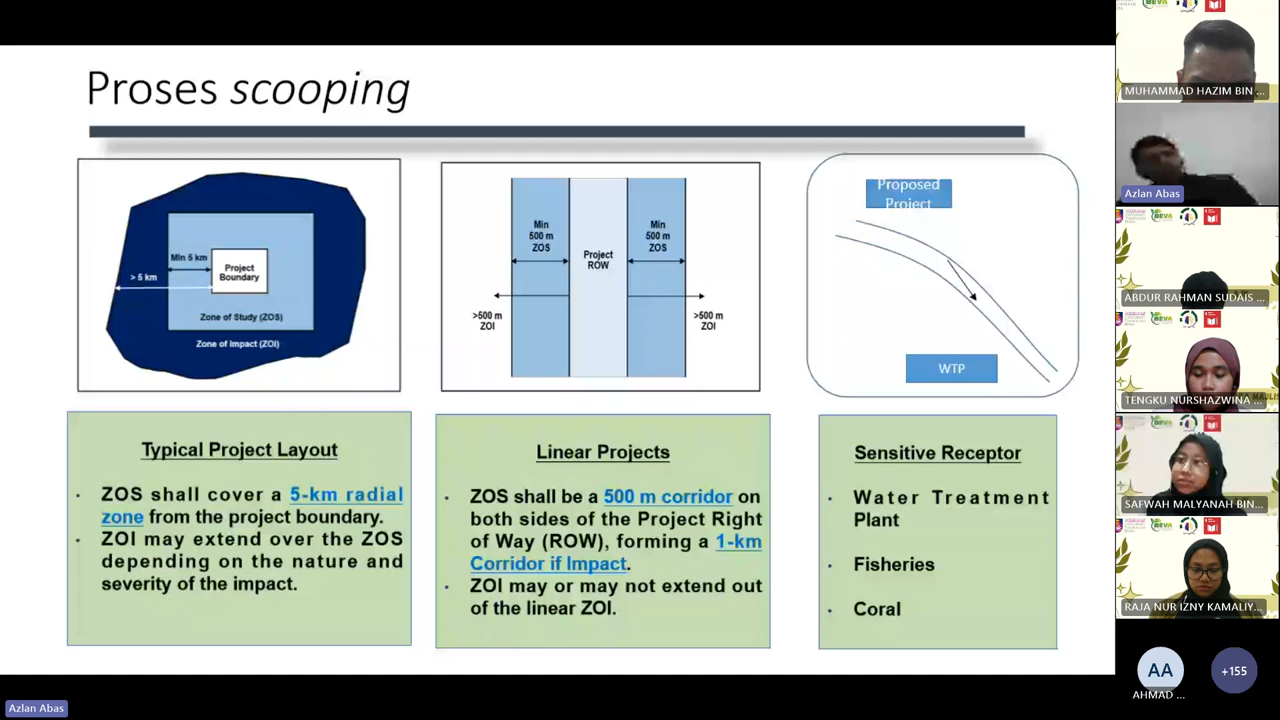 Proses scooping
Min 5 km
> 5 km
Project
Boundary
Zone of Study (ZOS)
Zone of Impact (ZOI)
Min
500 m
ZOS
Project
ROW
Min
500 m
ZOS
>500 m
ZOI
>500 m
ZOI
Proposed
Project
WTP
Typical Project Layout
• ZOS shall cover a 5-km radial
zone from the project boundary.
• ZOI may extend over the ZOS
depending on the nature and
severity of the impact.
Linear Projects
• ZOS shall be a 500 m corridor on
both sides of the Project Right
of Way (ROW), forming a 1-km
Corridor if Impact.
• ZOI may or may not extend out
of the linear ZOI.
Sensitive Receptor
• Water Treatment
Plant
• Fisheries
• Coral
MUHAMMAD HAZIM BIN ...
Azlan Abas
ABDUR RAHMAN SUDAIS ...
TENGKU NURSHAZWINA ...
SAFWAH MALYANAH BIN...
RAJA NUR IZNY KAMALIY...
AA
AHMAD ...
+155
Azlan Abas